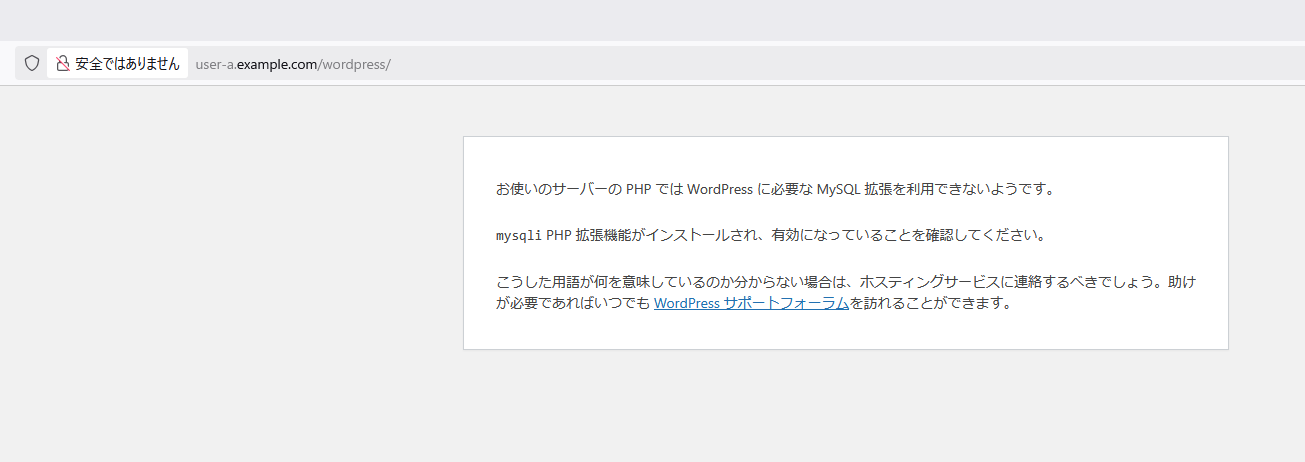 安全ではありません user-a.example.com/wordpress/
お使いのサーバーの PHP では WordPress に必要な MySQL 拡張を利用できないようです。
mysqli PHP 拡張機能がインストールされ、有効になっていることを確認してください。
こうした用語が何を意味しているのか分からない場合は、ホスティングサービスに連絡するべきでしょう。助け
が必要であればいつでも WordPress サポートフォーラムを訪れることができます。